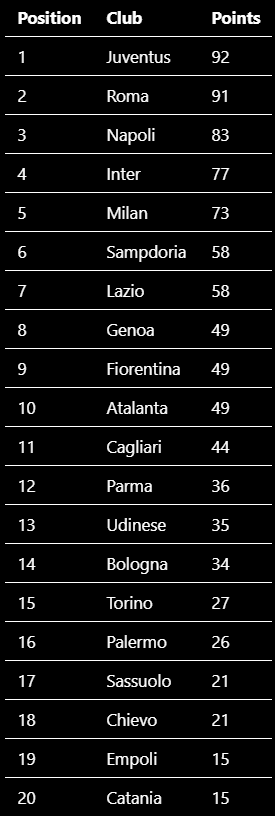 Position Club Points
1 Juventus 92
2 Roma 91
3 Napoli 83
4 Inter 77
5 Milan 73
6 Sampdoria 58
7 Lazio 58
8 Genoa 49
9 Fiorentina 49
10 Atalanta 49
11 Cagliari 44
12 Parma 36
13 Udinese 35
14 Bologna 34
15 Torino 27
16 Palermo 26
17 Sassuolo 21
18 Chievo 21
19 Empoli 15
20 Catania 15